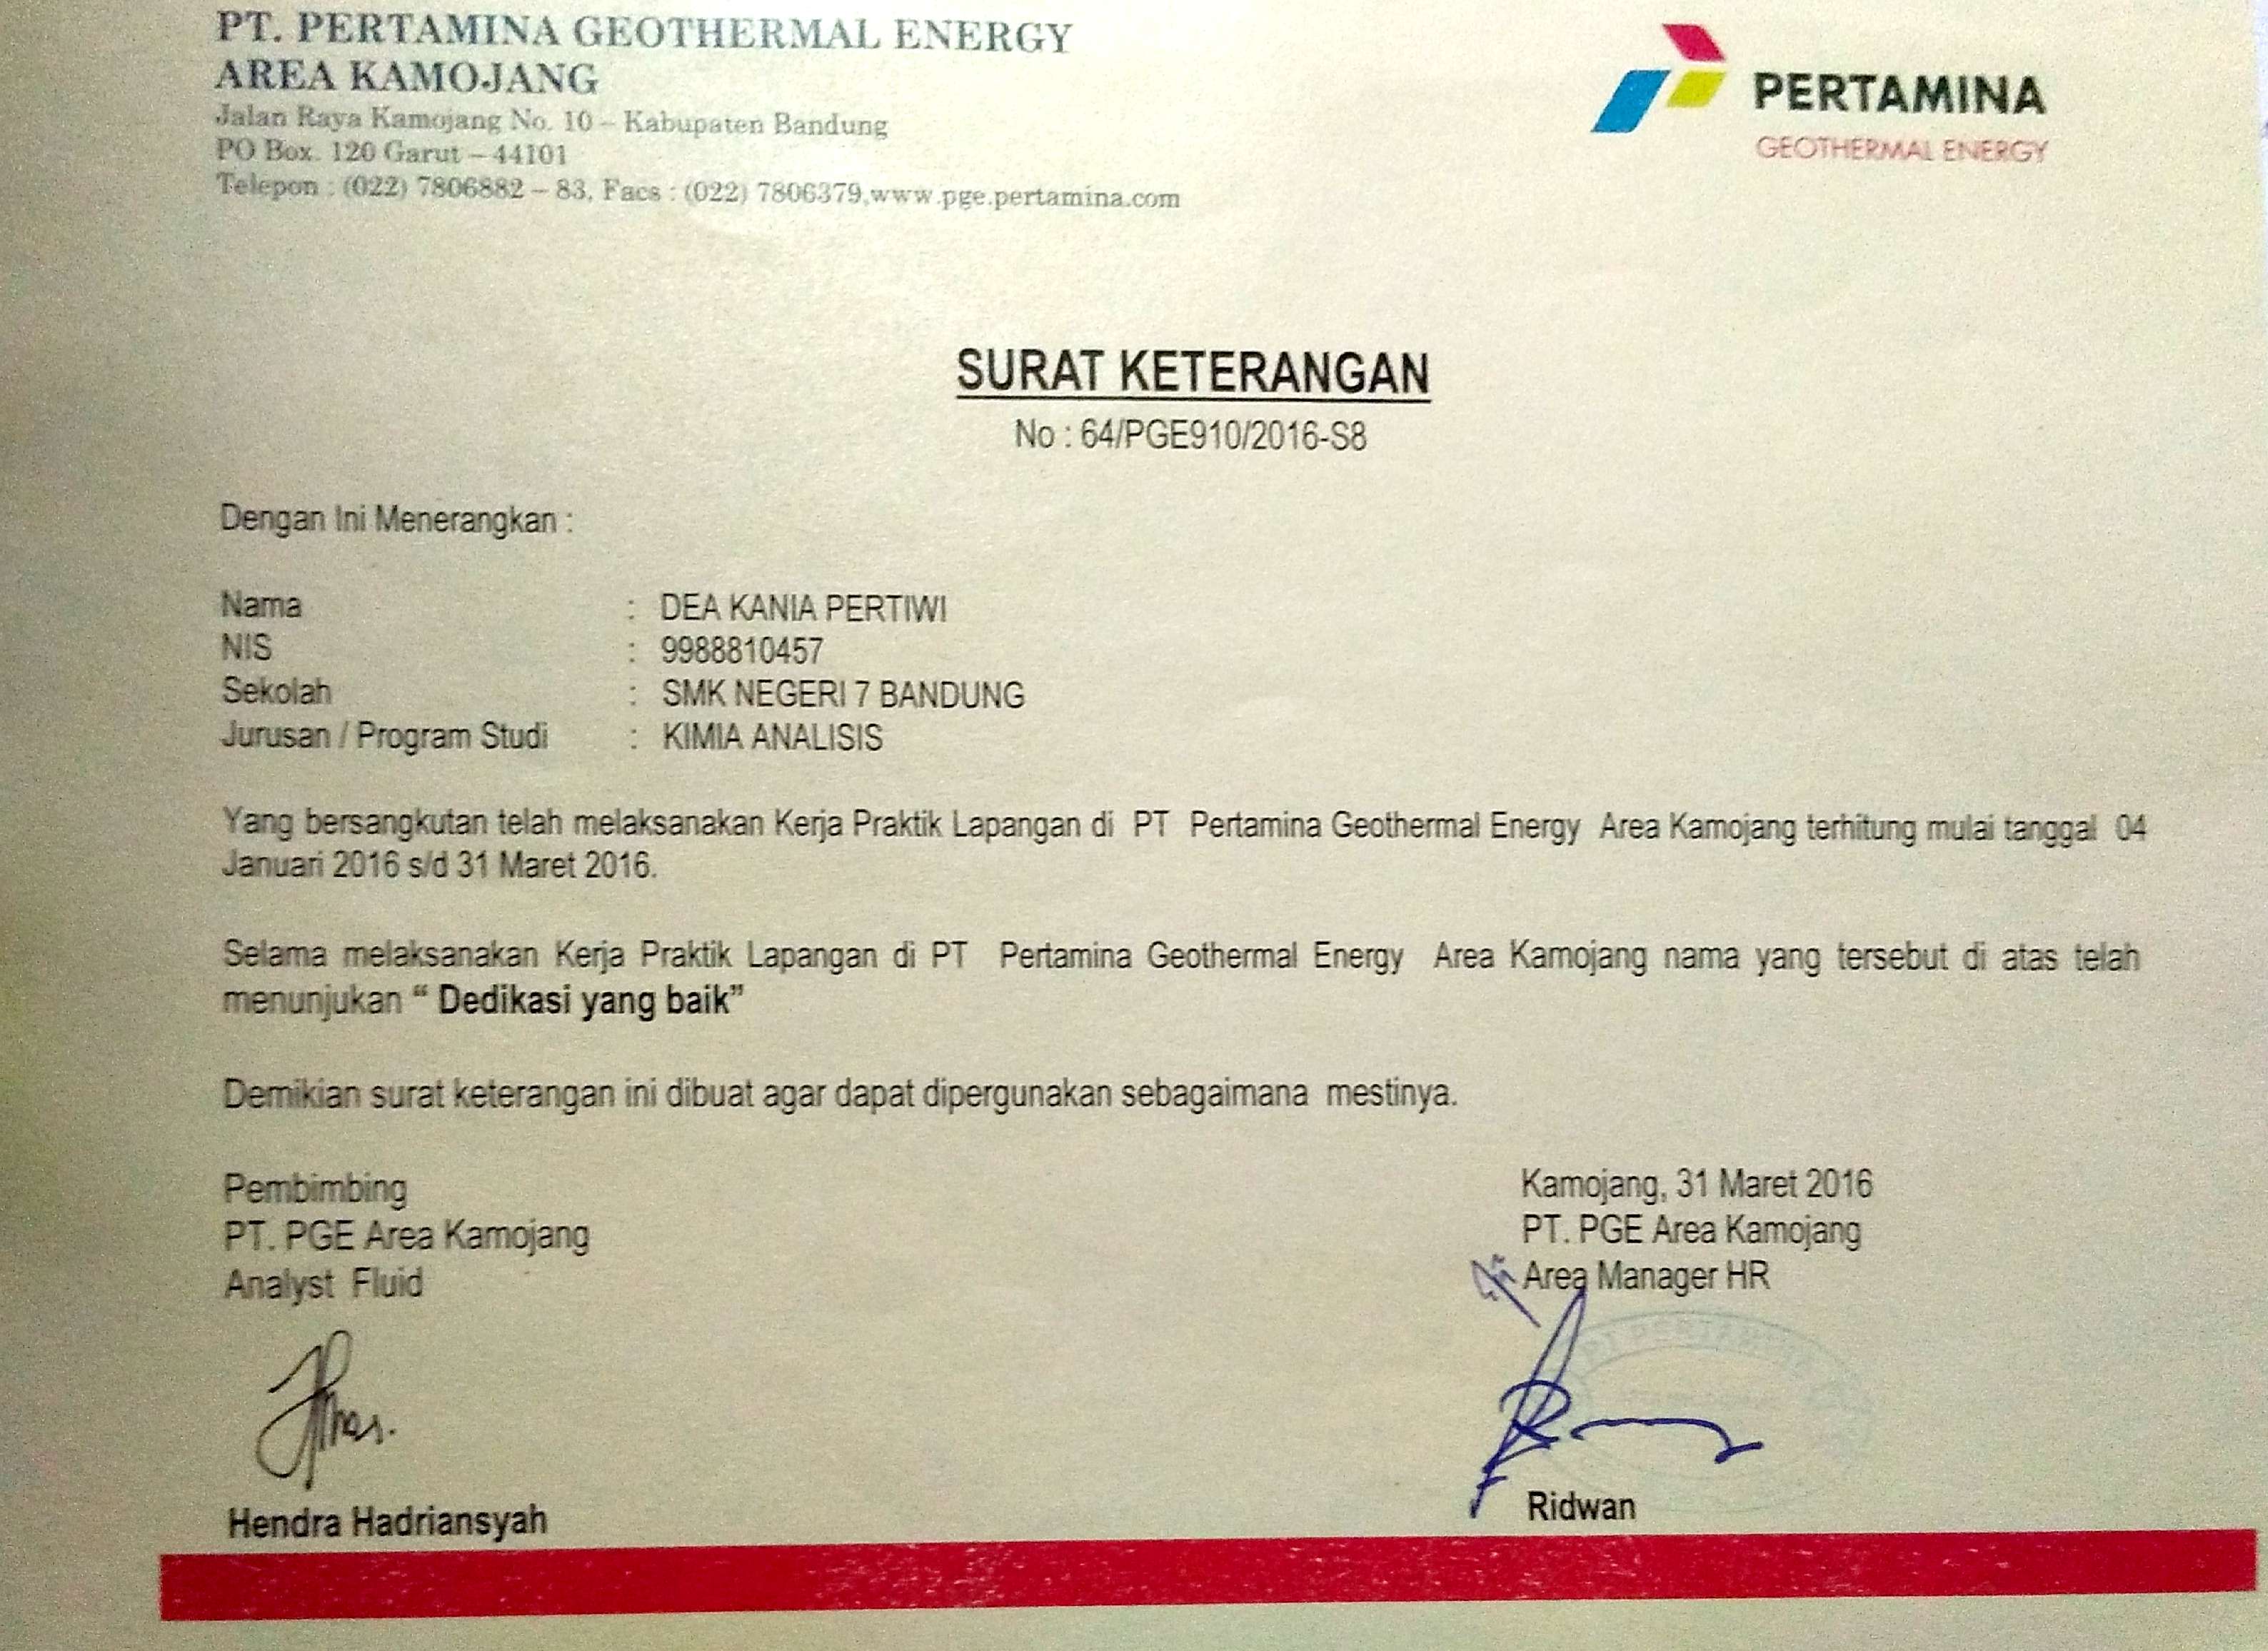 PT. PERTAMINA GEOTHERMAL ENERGY
AREA KAMOJANG
Jalan Raya Kamojang No. 10 – Kabupaten Bandung
PO Box. 120 Garut – 44101
Telepon : (022) 7806882 – 83, Facs : (022) 7806379,www.pge.pertamina.com
PERTAMINA
GEOTHERMAL ENERGY
SURAT KETERANGAN
No : 64/PGE910/2016-S8
Dengan Ini Menerangkan :
Nama : DEA KANIA PERTIWI
NIS : 9988810457
Sekolah : SMK NEGERI 7 BANDUNG
Jurusan / Program Studi : KIMIA ANALISIS
Yang bersangkutan telah melaksanakan Kerja Praktik Lapangan di PT Pertamina Geothermal Energy Area Kamojang terhitung mulai tanggal 04
Januari 2016 s/d 31 Maret 2016.
Selama melaksanakan Kerja Praktik Lapangan di PT Pertamina Geothermal Energy Area Kamojang nama yang tersebut di atas telah
menunjukan “ Dedikasi yang baik”
Demikian surat keterangan ini dibuat agar dapat dipergunakan sebagaimana mestinya.
Pembimbing
PT. PGE Area Kamojang
Analyst Fluid
Hendra Hadriansyah
Kamojang, 31 Maret 2016
PT. PGE Area Kamojang
Area Manager HR
Ridwan